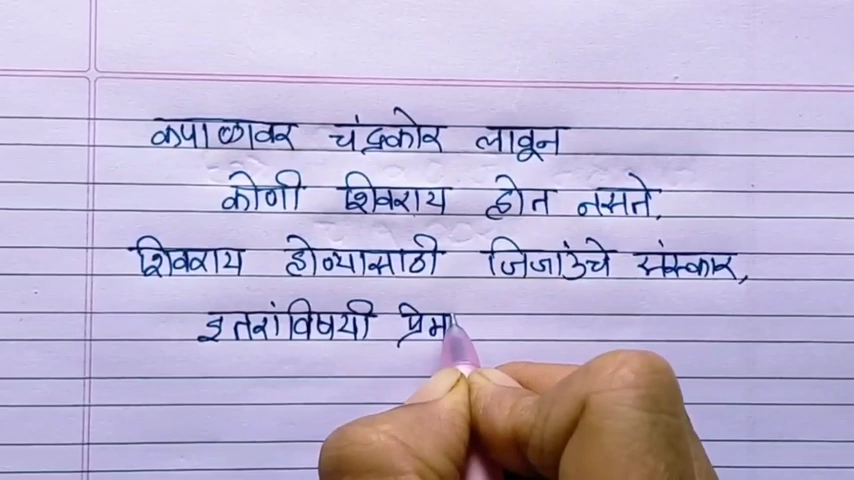 कपाळावर चंद्रकोर लावून
कोणी शिवराय होत नसते.
शिवराय होण्यासाठी जिजाउंचे संस्कार,
इतरांविषयी प्रेम